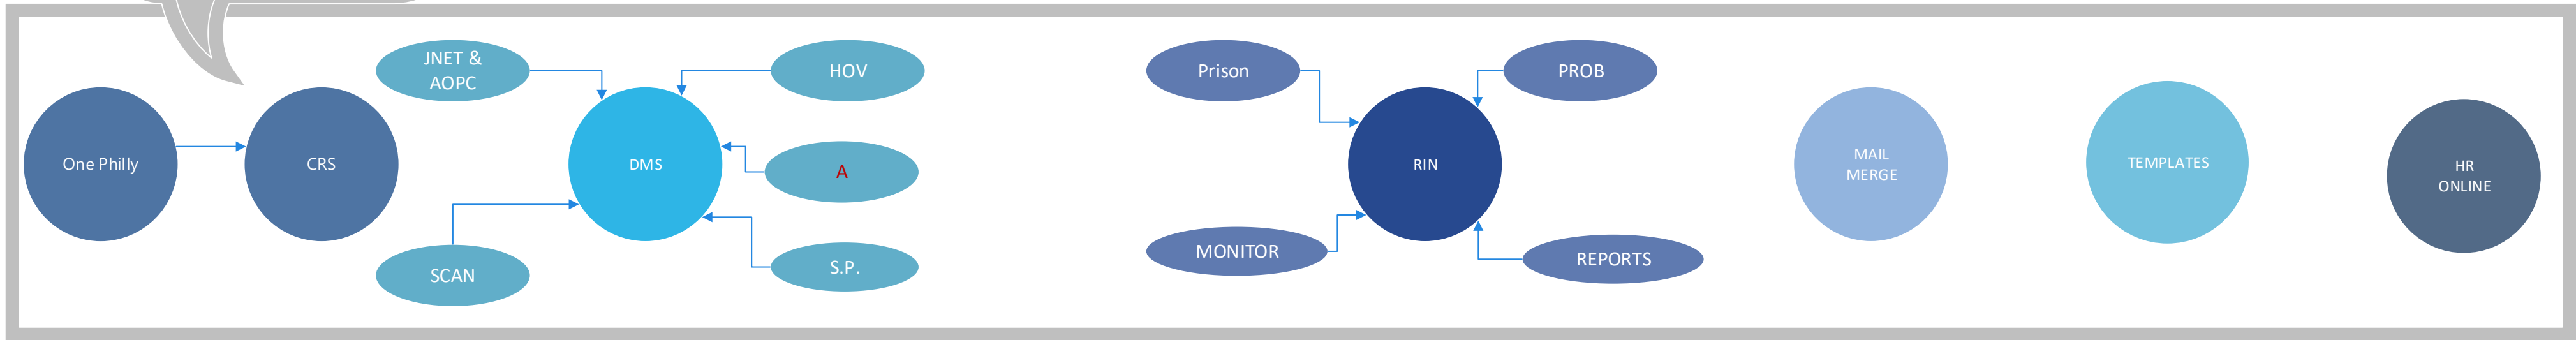 One Philly
CRS
JNET &
AOPC
SCAN
DMS
HOV
A
S.P.
Prison
MONITOR
RIN
PROB
REPORTS
MAIL
MERGE
TEMPLATES
HR
ONLINE